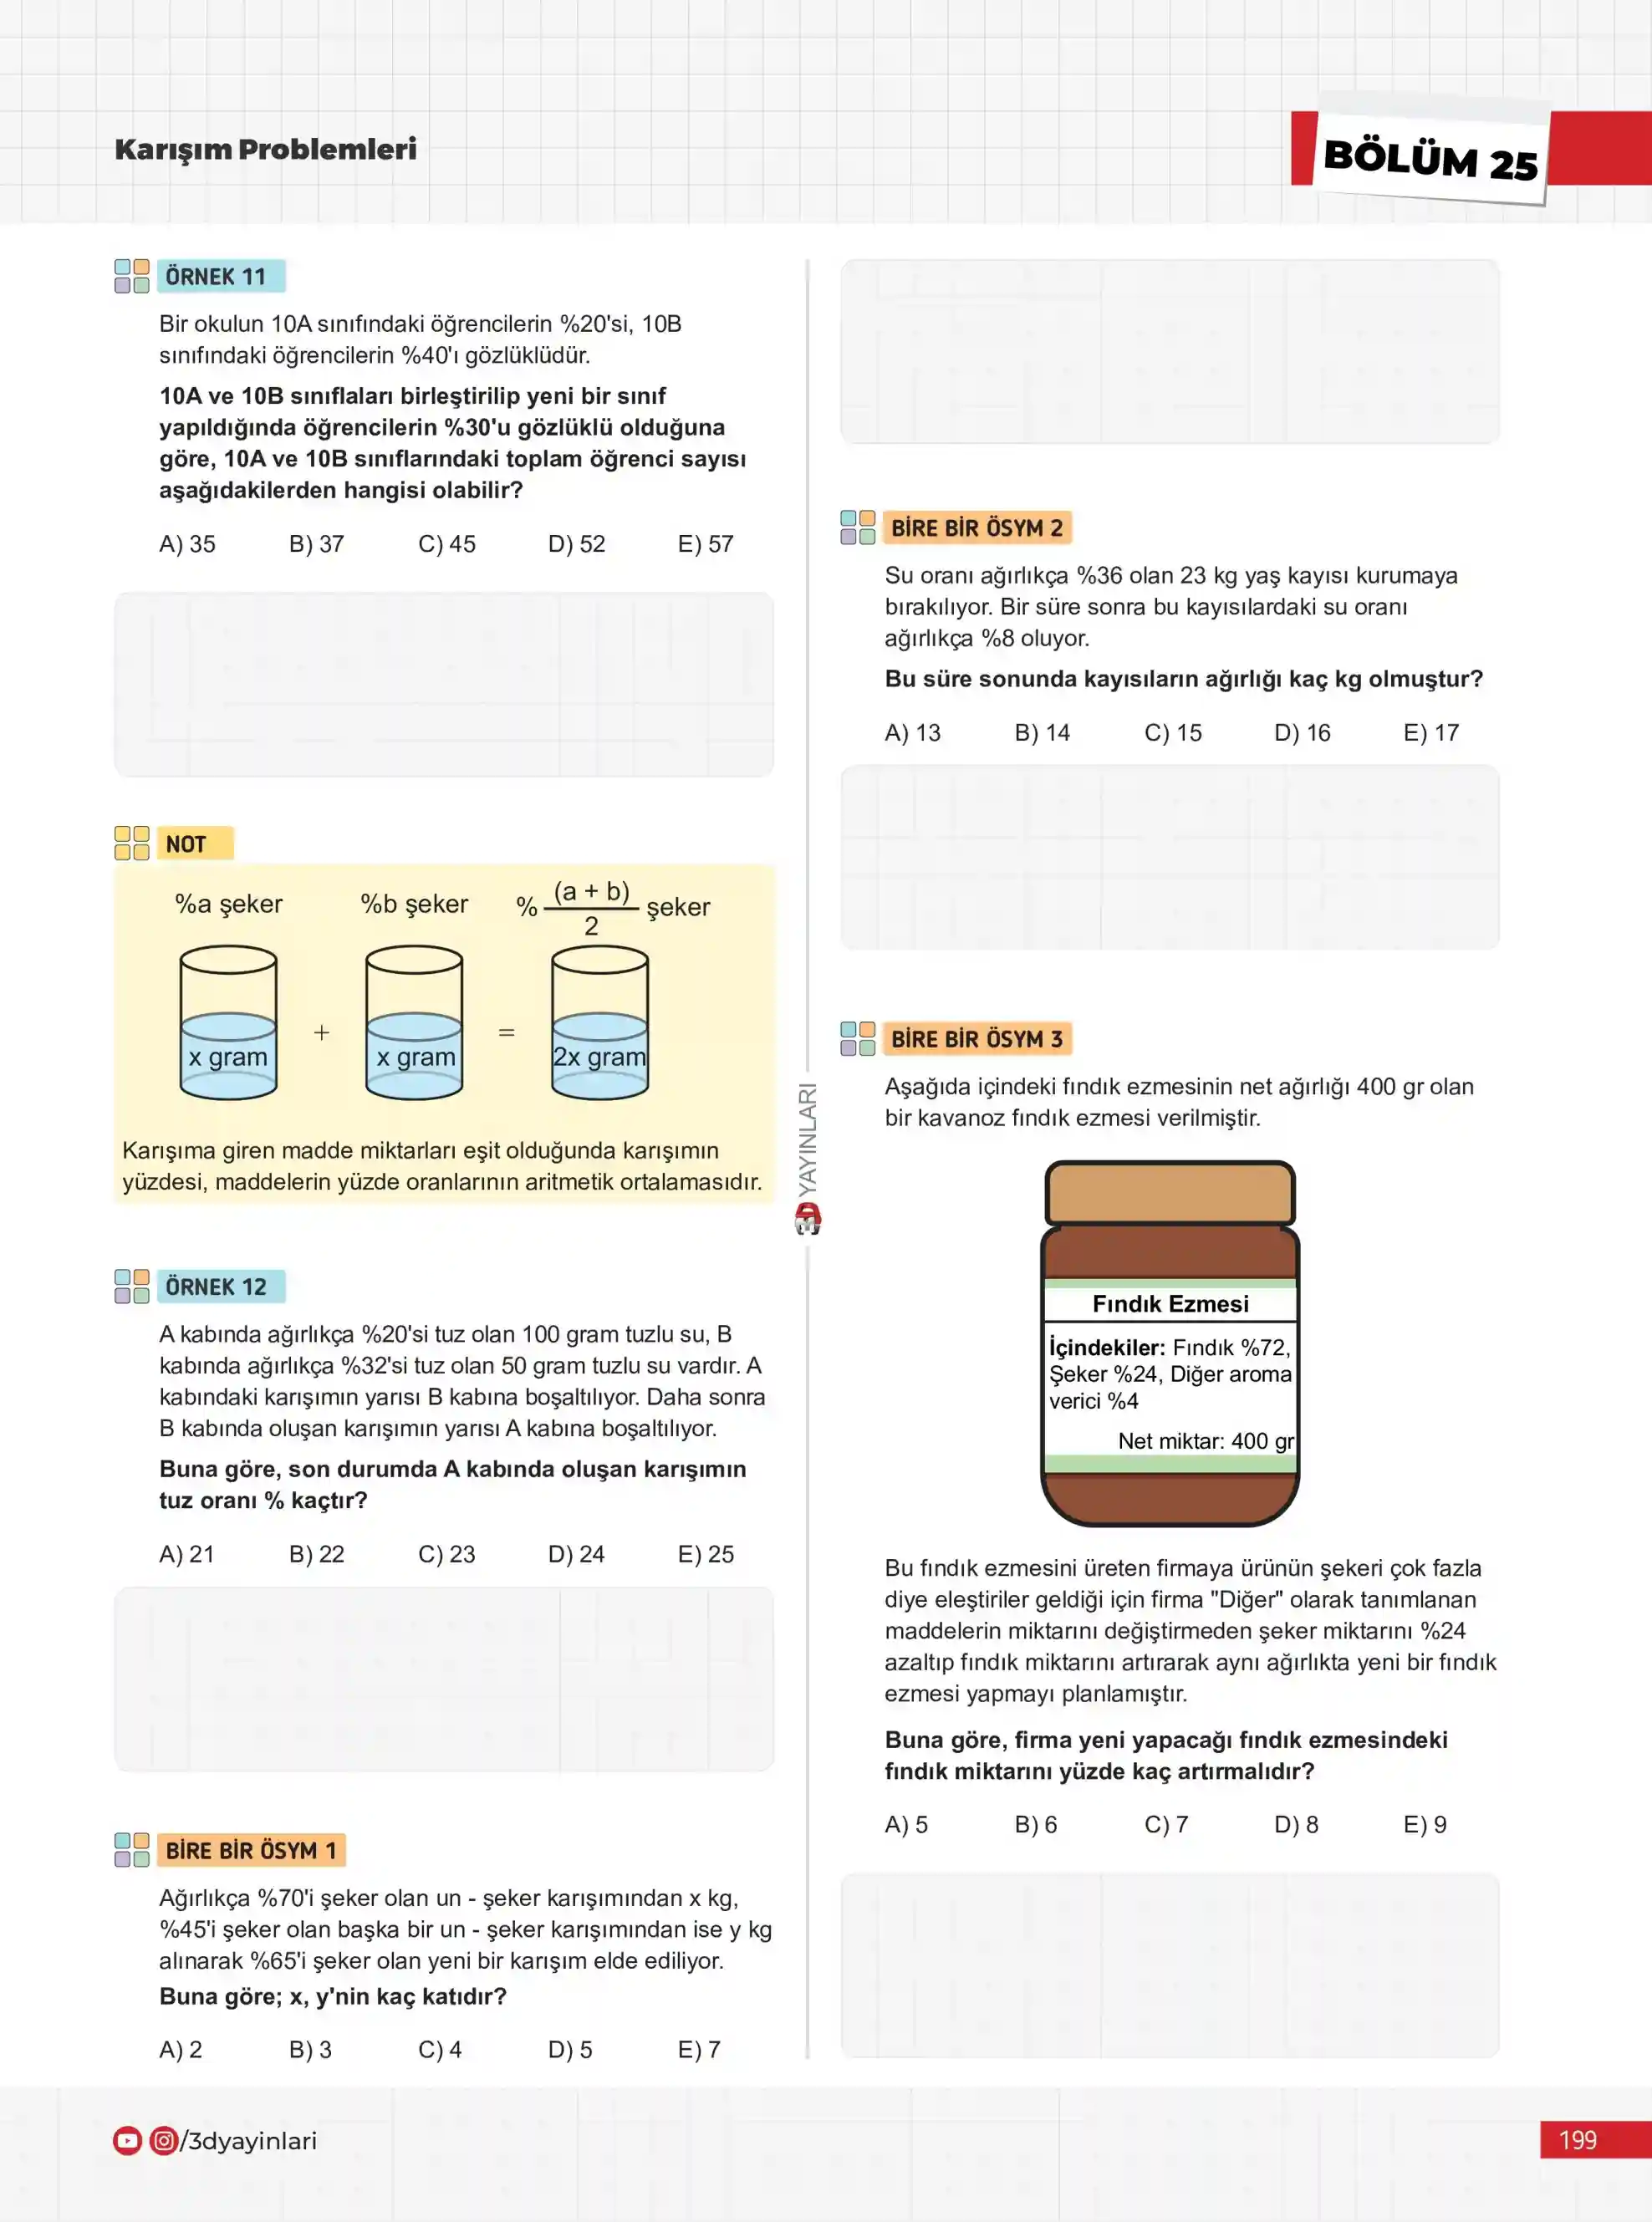 Karışım Problemleri
BÖLÜM 25
ÖRNEK 11
Bir okulun 10A sınıfındaki öğrencilerin %20'si, 10B
sınıfındaki öğrencilerin %40'ı gözlüklüdür.
10A ve 10B sınıflaları birleştirilip yeni bir sınıf
yapıldığında öğrencilerin %30'u gözlüklü olduğuna
göre, 10A ve 10B sınıflarındaki toplam öğrenci sayısı
aşağıdakilerden hangisi olabilir?
A) 35 B) 37 C) 45 D) 52 E) 57
NOT
%a şeker %b şeker % (a + b) / 2 şeker
x gram + x gram = 2x gram
Karışıma giren madde miktarları eşit olduğunda karışımın
yüzdesi, maddelerin yüzde oranlarının aritmetik ortalamasıdır.
ÖRNEK 12
A kabında ağırlıkça %20'si tuz olan 100 gram tuzlu su, B
kabında ağırlıkça %32'si tuz olan 50 gram tuzlu su vardır. A
kabındaki karışımın yarısı B kabına boşaltılıyor. Daha sonra
B kabında oluşan karışımın yarısı A kabına boşaltılıyor.
Buna göre, son durumda A kabında oluşan karışımın
tuz oranı % kaçtır?
A) 21 B) 22 C) 23 D) 24 E) 25
BİRE BİR ÖSYM 1
Ağırlıkça %70'i şeker olan un - şeker karışımından x kg,
%45'i şeker olan başka bir un - şeker karışımından ise y kg
alınarak %65'i şeker olan yeni bir karışım elde ediliyor.
Buna göre; x, y'nin kaç katıdır?
A) 2 B) 3 C) 4 D) 5 E) 7
YAYINLARI
BİRE BİR ÖSYM 2
Su oranı ağırlıkça %36 olan 23 kg yaş kayısı kurumaya
bırakılıyor. Bir süre sonra bu kayısılardaki su oranı
ağırlıkça %8 oluyor.
Bu süre sonunda kayısıların ağırlığı kaç kg olmuştur?
A) 13 B) 14 C) 15 D) 16 E) 17
BİRE BİR ÖSYM 3
Aşağıda içindeki fındık ezmesinin net ağırlığı 400 gr olan
bir kavanoz fındık ezmesi verilmiştir.
Fındık Ezmesi
İçindekiler: Fındık %72,
Şeker %24, Diğer aroma
verici %4
Net miktar: 400 gr
Bu fındık ezmesini üreten firmaya ürünün şekeri çok fazla
diye eleştiriler geldiği için firma "Diğer" olarak tanımlanan
maddelerin miktarını değiştirmeden şeker miktarını %24
azaltıp fındık miktarını artırarak aynı ağırlıkta yeni bir fındık
ezmesi yapmayı planlamıştır.
Buna göre, firma yeni yapacağı fındık ezmesindeki
fındık miktarını yüzde kaç artırmalıdır?
A) 5 B) 6 C) 7 D) 8 E) 9
/3dyayinlari
199